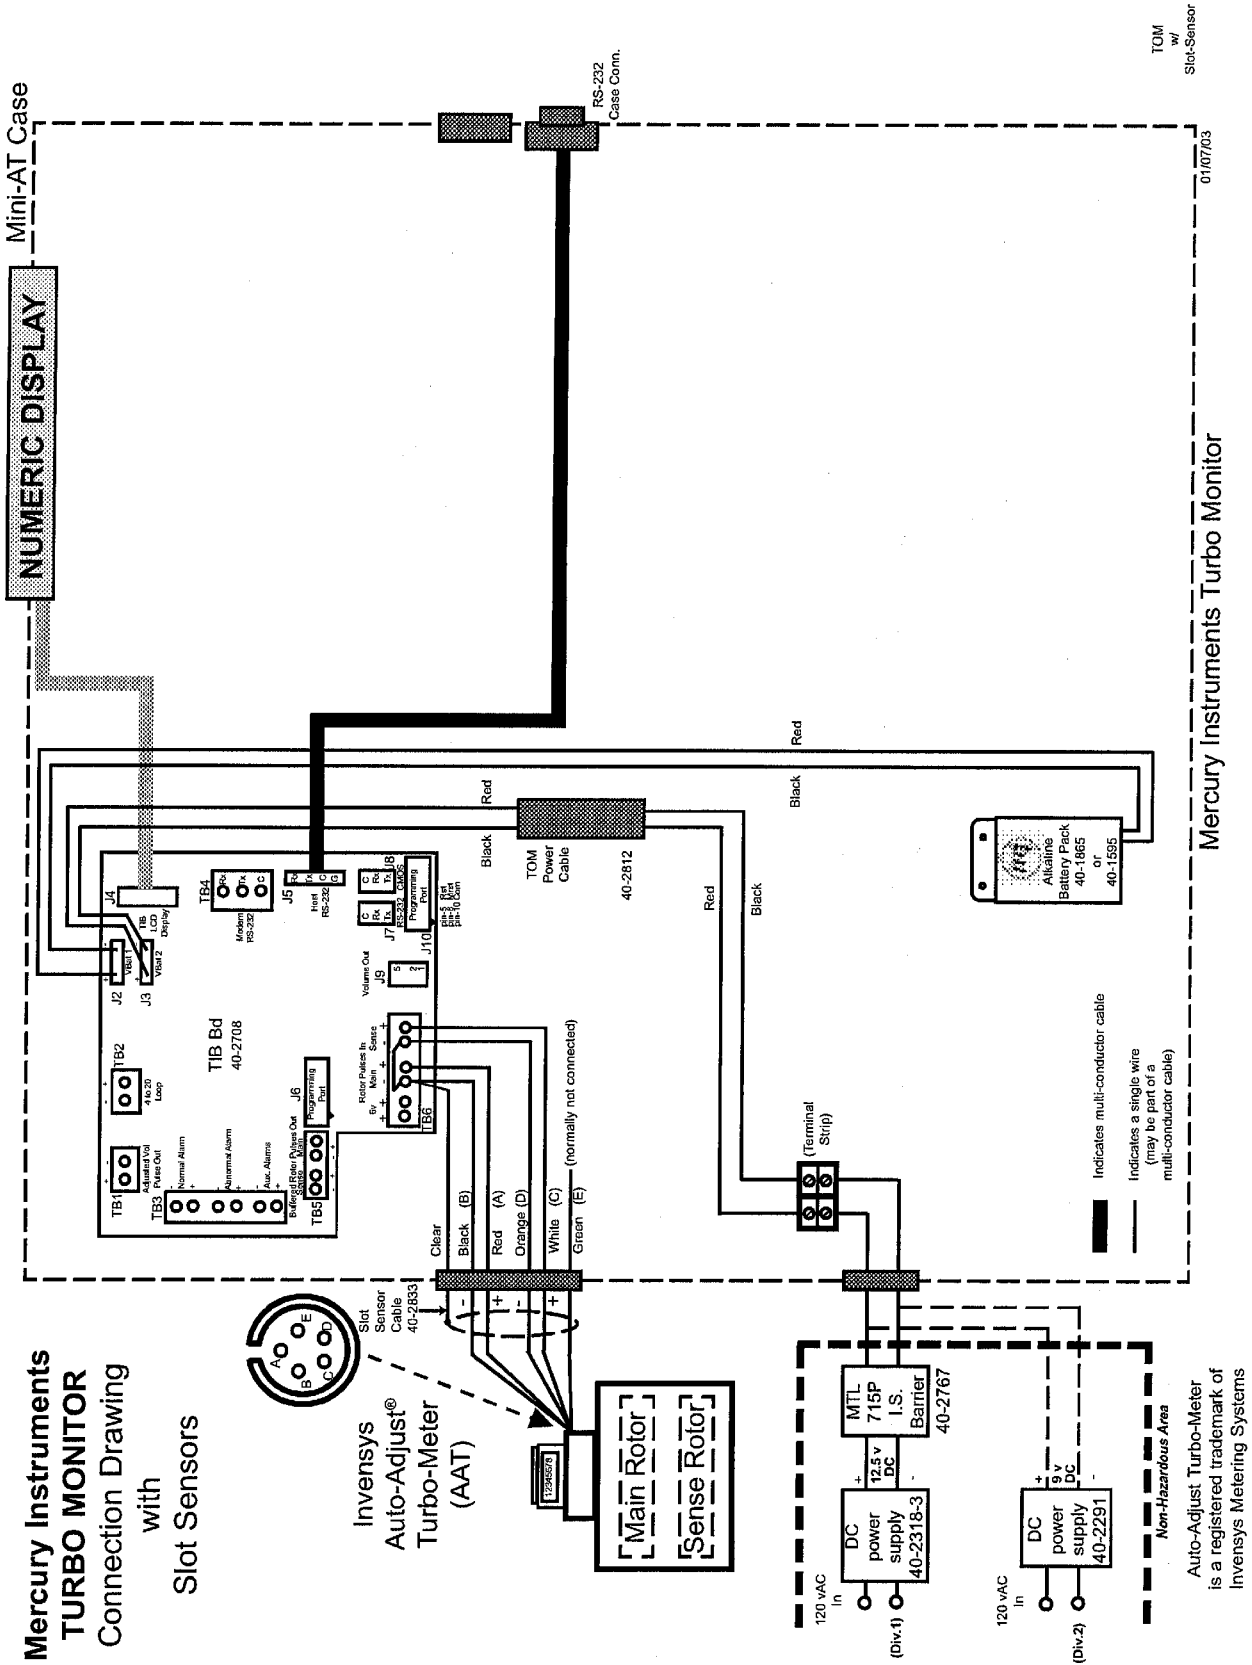 Mercury Instruments
TURBO MONITOR
Connection Drawing
with
Slot Sensors
Mini-AT Case
NUMERIC DISPLAY
RS-232
Case Conn.
TOM
w/
Slot-Sensor
01/07/03
Mercury Instruments Turbo Monitor
TIB Bd
40-2708
J4
TIB
LCD
Display
TB4
Rx
Tx
C
Modem
RS-232
J5
Rx
Tx
C
G
Host
RS-232
J2
+
-
VBat 1
J3
+
-
VBat 2
J7
C
Rx
Tx
RS-232
J8
C
Rx
Tx
CMOS
J10
Programming
Port
pin-10 Com
J9
Volume Out
5
2
1
TB2
+
-
4 to 20
Loop
TB1
+
-
Adjusted Vol
Pulse Out
TB3
- Normal Alarm
+
- Abnormal Alarm
+
- Aux. Alarms
+
TB5
Buffered Rotor Pulses Out
Sense
Main
- + - +
J6
Programming
Port
TB6
Rotor Pulses In
6v
Main
Sense
+ + - + - +
Red
Black
Red
Black
TOM
Power
Cable
40-2812
Red
Black
Alkaline
Battery Pack
40-1865
or
40-1595
(Terminal
Strip)
Indicates multi-conductor cable
Indicates a single wire
(may be part of a
multi-conductor cable)
Clear
Black (B)
Red (A)
Orange (D)
White (C)
Green (E)
(normally not connected)
Slot
Sensor
Cable
40-2833
-
+
-
+
A
B
C
D
E
Invensys
Auto-Adjust®
Turbo-Meter
(AAT)
12345678
Main Rotor
Sense Rotor
MTL
715P
I.S.
Barrier
40-2767
+
12.5 v
DC
-
DC
power
supply
40-2318-3
120 vAC
In
(Div.1)
+
9 v
DC
-
DC
power
supply
40-2291
120 vAC
In
(Div.2)
Non-Hazardous Area
Auto-Adjust Turbo-Meter
is a registered trademark of
Invensys Metering Systems